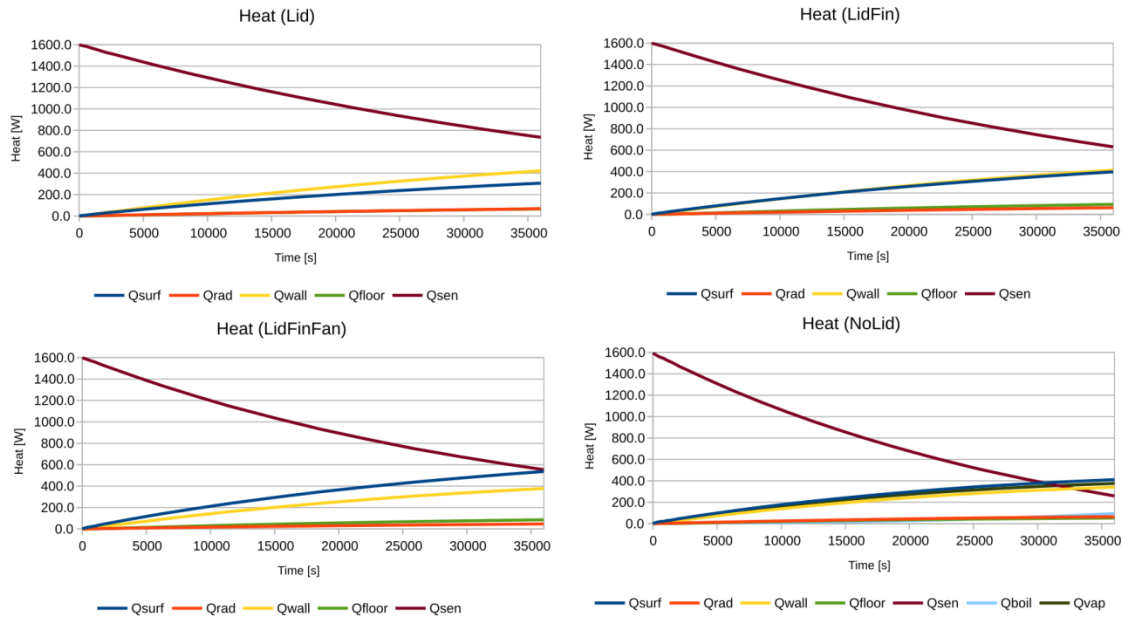 Heat (Lid)
1600.0
1400.0
1200.0
1000.0
800.0
600.0
400.0
200.0
0.0
Heat [W]
0 5000 10000 15000 20000 25000 30000 35000
Time [s]
Qsurf Qrad Qwall Qfloor Qsen
Heat (LidFin)
1600.0
1400.0
1200.0
1000.0
800.0
600.0
400.0
200.0
0.0
Heat [W]
0 5000 10000 15000 20000 25000 30000 35000
Time [s]
Qsurf Qrad Qwall Qfloor Qsen
Heat (LidFinFan)
1600.0
1400.0
1200.0
1000.0
800.0
600.0
400.0
200.0
0.0
Heat [W]
0 5000 10000 15000 20000 25000 30000 35000
Time [s]
Qsurf Qrad Qwall Qfloor Qsen
Heat (NoLid)
1600.0
1400.0
1200.0
1000.0
800.0
600.0
400.0
200.0
0.0
Heat [W]
0 5000 10000 15000 20000 25000 30000 35000
Time [s]
Qsurf Qrad Qwall Qfloor Qsen Qboil Qvap